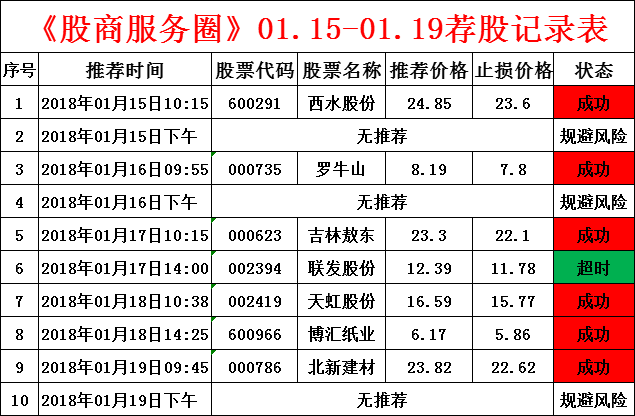 《股商服务圈》01.15-01.19荐股记录表
序号 推荐时间 股票代码 股票名称 推荐价格 止损价格 状态
1 2018年01月15日10:15 600291 西水股份 24.85 23.6 成功
2 2018年01月15日下午 无推荐 规避风险
3 2018年01月16日09:55 000735 罗牛山 8.19 7.8 成功
4 2018年01月16日下午 无推荐 规避风险
5 2018年01月17日10:15 000623 吉林敖东 23.3 22.1 成功
6 2018年01月17日14:00 002394 联发股份 12.39 11.78 超时
7 2018年01月18日10:38 002419 天虹股份 16.59 15.77 成功
8 2018年01月18日14:25 600966 博汇纸业 6.17 5.86 成功
9 2018年01月19日09:45 000786 北新建材 23.82 22.62 成功
10 2018年01月19日下午 无推荐 规避风险